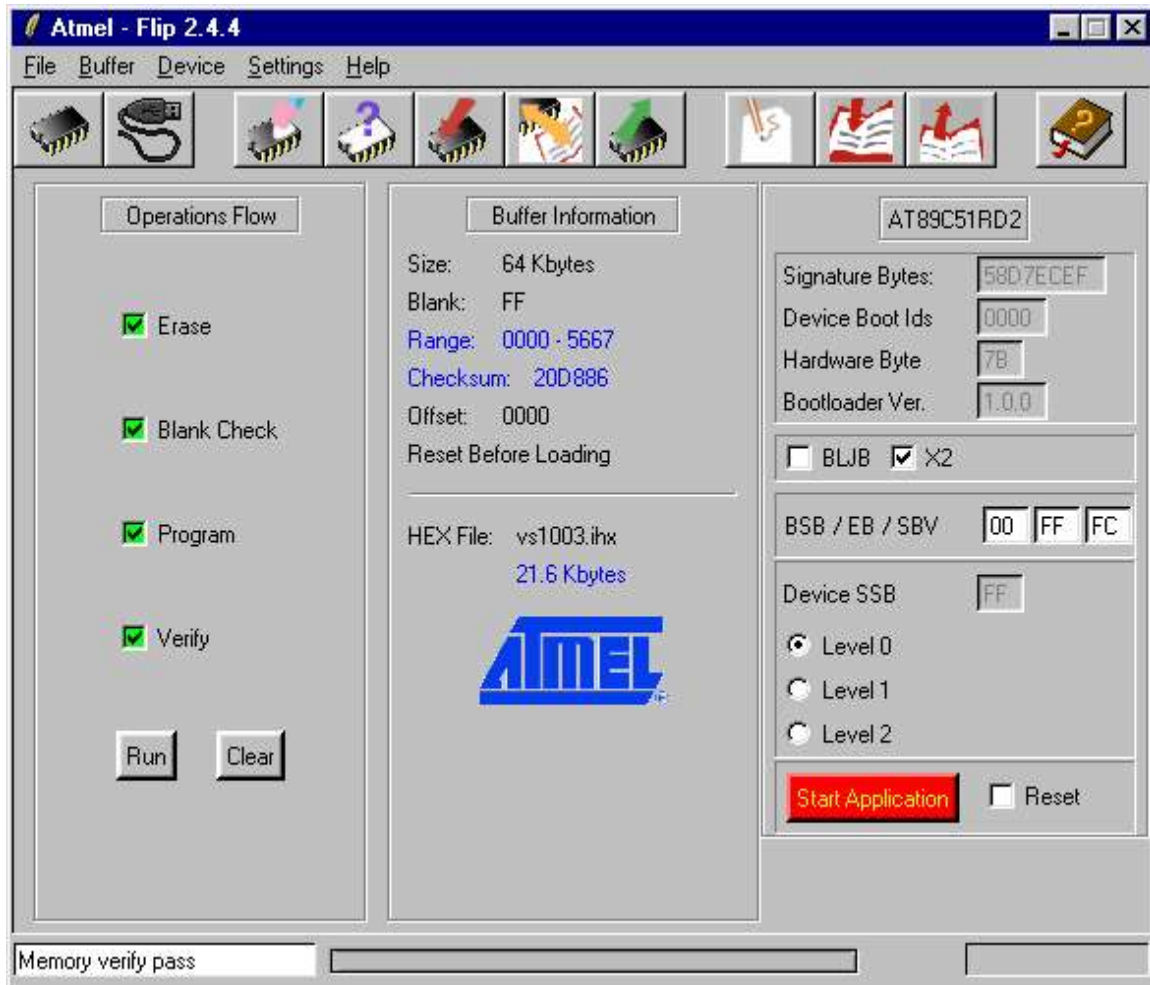 Atmel - Flip 2.4.4
File Buffer Device Settings Help
Operations Flow
Erase
Blank Check
Program
Verify
Run Clear
Buffer Information
Size: 64 Kbytes
Blank: FF
Range: 0000 - 5667
Checksum: 20D886
Offset: 0000
Reset Before Loading
HEX File: vs1003.ihx
21.6 Kbytes
ATMEL
AT89C51RD2
Signature Bytes: 58D7ECEF
Device Boot Ids 0000
Hardware Byte 7B
Bootloader Ver. 1.0.0
BLJB X2
BSB / EB / SBV 00 FF FC
Device SSB FF
Level 0
Level 1
Level 2
Start Application Reset
Memory verify pass